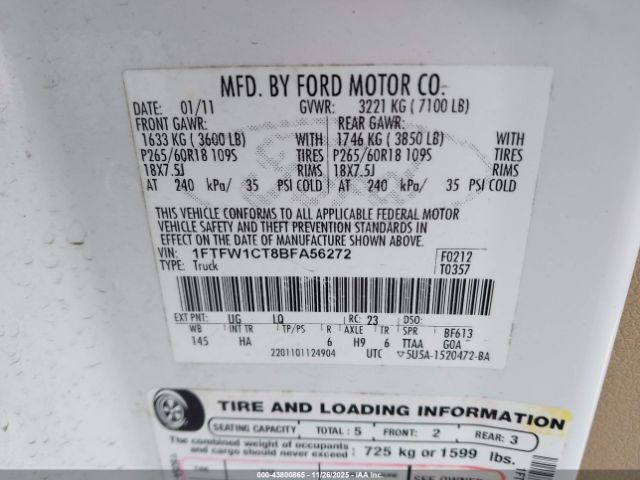 MFD. BY FORD MOTOR CO.
DATE: 01/11 GVWR: 3221 KG ( 7100 LB)
FRONT GAWR: REAR GAWR:
1633 KG ( 3600 LB) WITH 1746 KG ( 3850 LB) WITH
P265/60R18 109S TIRES P265/60R18 109S TIRES
18X7.5J RIMS 18X7.5J RIMS
AT 240 kPa/ 35 PSI COLD AT 240 kPa/ 35 PSI COLD
THIS VEHICLE CONFORMS TO ALL APPLICABLE FEDERAL MOTOR
VEHICLE SAFETY AND THEFT PREVENTION STANDARDS IN
EFFECT ON THE DATE OF MANUFACTURE SHOWN ABOVE.
VIN: 1FTFW1CT8BFA56272 F0212
TYPE: Truck T0357
EXT PNT: UG LQ RC: 23 DSO:
WB INT TR TP/PS R AXLE TR SPR BF613
145 HA 6 H9 6 TTAA GOA
2201101124904 UTC ▽5U5A-1520472-BA
TIRE AND LOADING INFORMATION
SEATING CAPACITY TOTAL: 5 FRONT: 2 REAR: 3
The combined weight of occupants
and cargo should never exceed: 725 kg or 1599 lbs.
SEE OWNER
000-43800865 - 11/26/2025 - IAAI.COM